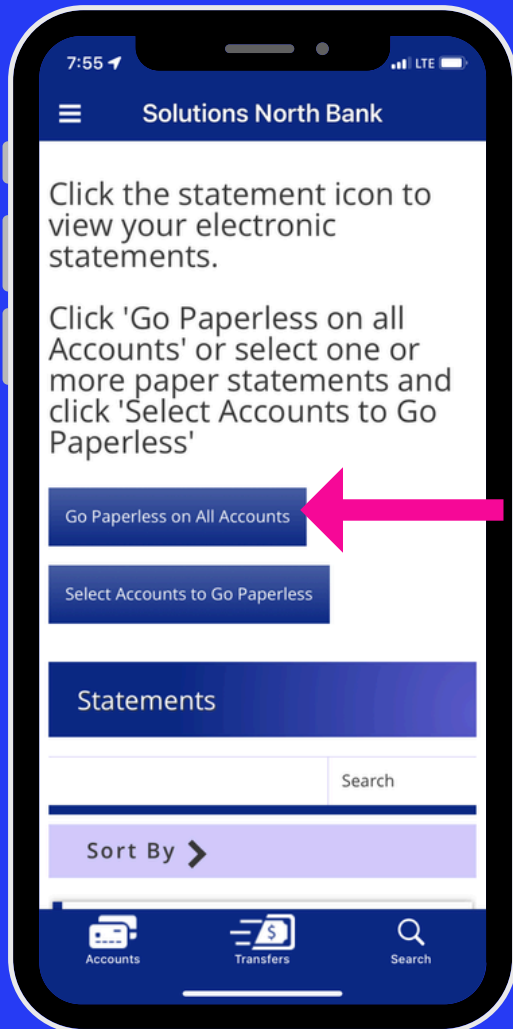 7:55
LTE
Solutions North Bank
Click the statement icon to
view your electronic
statements.
Click 'Go Paperless on all
Accounts' or select one or
more paper statements and
click 'Select Accounts to Go
Paperless'
Go Paperless on All Accounts
Select Accounts to Go Paperless
Statements
Search
Sort By
Accounts
Transfers
Search